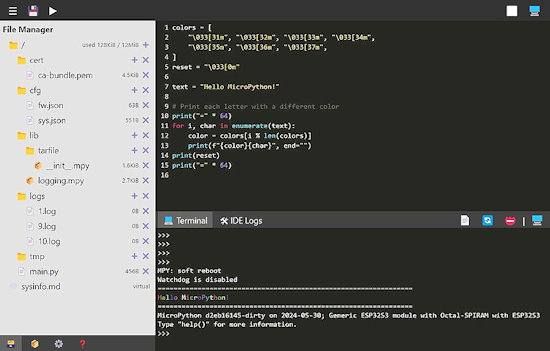 File Manager
/ used 128KiB / 12MiB
cert
ca-bundle.pem 4.5KiB
cfg
fw.json 63B
sys.json 551B
lib
tarfile
__init__.mpy 1.6KiB
logging.mpy 2.7KiB
logs
1.log 0B
9.log 0B
10.log 0B
tmp
main.py 456B
sysinfo.md virtual
1 colors = [
2 "\033[31m", "\033[32m", "\033[33m", "\033[34m",
3 "\033[35m", "\033[36m", "\033[37m",
4 ]
5 reset = "\033[0m"
6
7 text = "Hello MicroPython!"
8
9 # Print each letter with a different color
10 print("=" * 64)
11 for i, char in enumerate(text):
12 color = colors[i % len(colors)]
13 print(f"{color}{char}", end="")
14 print(reset)
15 print("=" * 64)
16
Terminal IDE Logs
>>>
>>>
>>>
>>>
MPY: soft reboot
Watchdog is disabled
================================================================
Hello MicroPython!
================================================================
MicroPython d2eb16145-dirty on 2024-05-30; Generic ESP32S3 module with Octal-SPIRAM with ESP32S3
Type "help()" for more information.
>>>